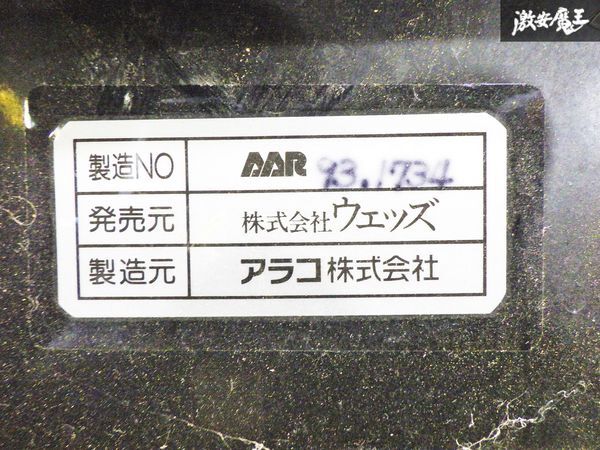 激安魔王
製造NO AAR 93.1734
発売元 株式会社ウェッズ
製造元 アラコ株式会社